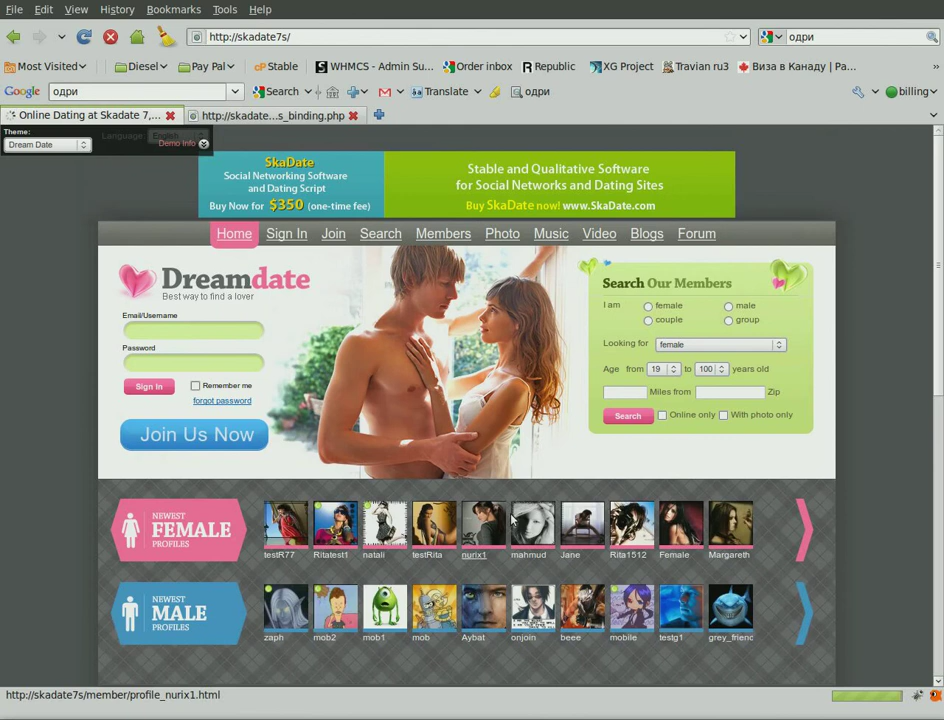 File Edit View History Bookmarks Tools Help
http://skadate7s/
одри
Most Visited Diesel Pay Pal cP Stable WHMCS - Admin Su... Order inbox Republic XG Project Travian ru3 Виза в Канаду | Ра... »
Google одри Search Translate одри billing
Online Dating at Skadate 7,... http://skadate...s_binding.php
Theme: Language: English
Dream Date Demo Info
SkaDate
Social Networking Software
and Dating Script
Buy Now for $350 (one-time fee)
Stable and Qualitative Software
for Social Networks and Dating Sites
Buy SkaDate now! www.SkaDate.com
Home Sign In Join Search Members Photo Music Video Blogs Forum
Dreamdate
Best way to find a lover
Email/Username
Password
Sign In Remember me
forgot password
Join Us Now
Search Our Members
I am female male
couple group
Looking for female
Age from 19 to 100 years old
Miles from Zip
Search Online only With photo only
NEWEST
FEMALE
PROFILES
testR77 Ritatest1 natali testRita nurix1 mahmud Jane Rita1512 Female Margareth
NEWEST
MALE
PROFILES
zaph mob2 mob1 mob Aybat onjoin beee mobile testg1 grey_friend
http://skadate7s/member/profile_nurix1.html